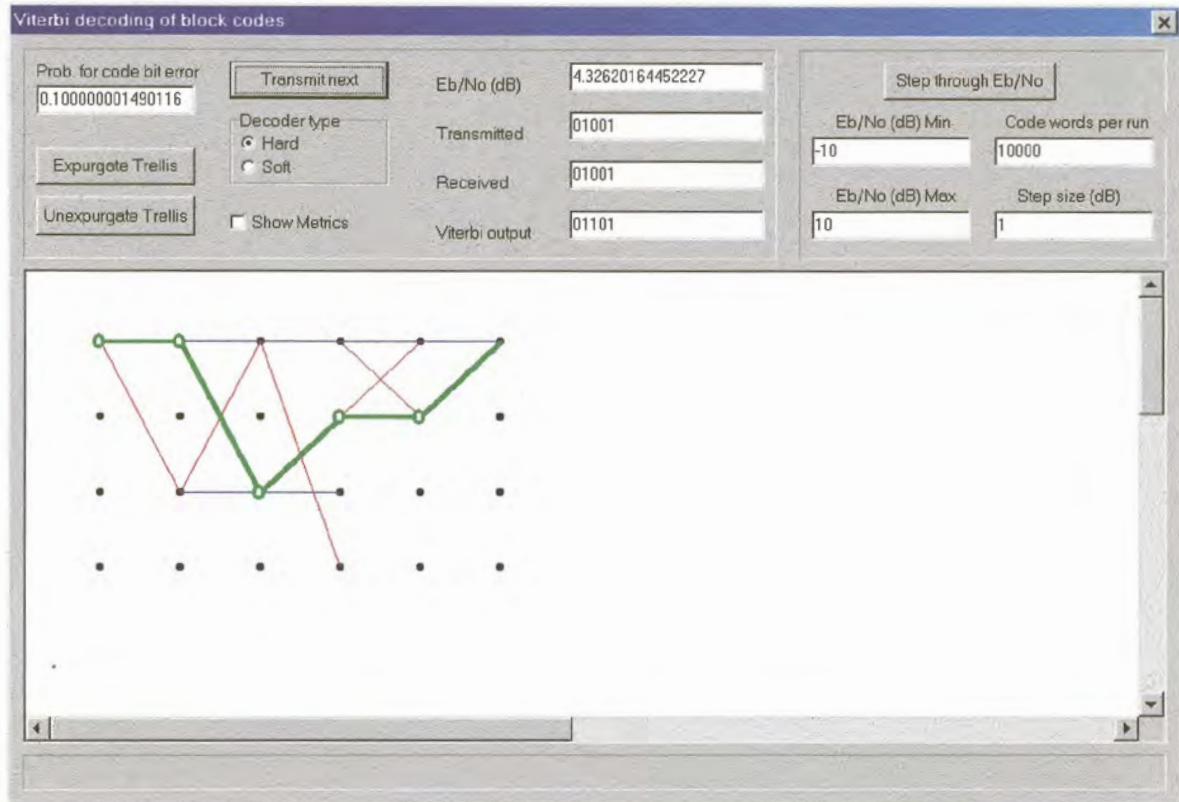 Viterbi decoding of block codes
Prob. for code bit error
0.100000001490116
Expurgate Trellis
Unexpurgate Trellis
Transmit next
Decoder type
Hard
Soft
Show Metrics
Eb/No (dB)
4.32620164452227
Transmitted
01001
Received
01001
Viterbi output
01101
Step through Eb/No
Eb/No (dB) Min
Code words per run
-10
10000
Eb/No (dB) Max
Step size (dB)
10
1